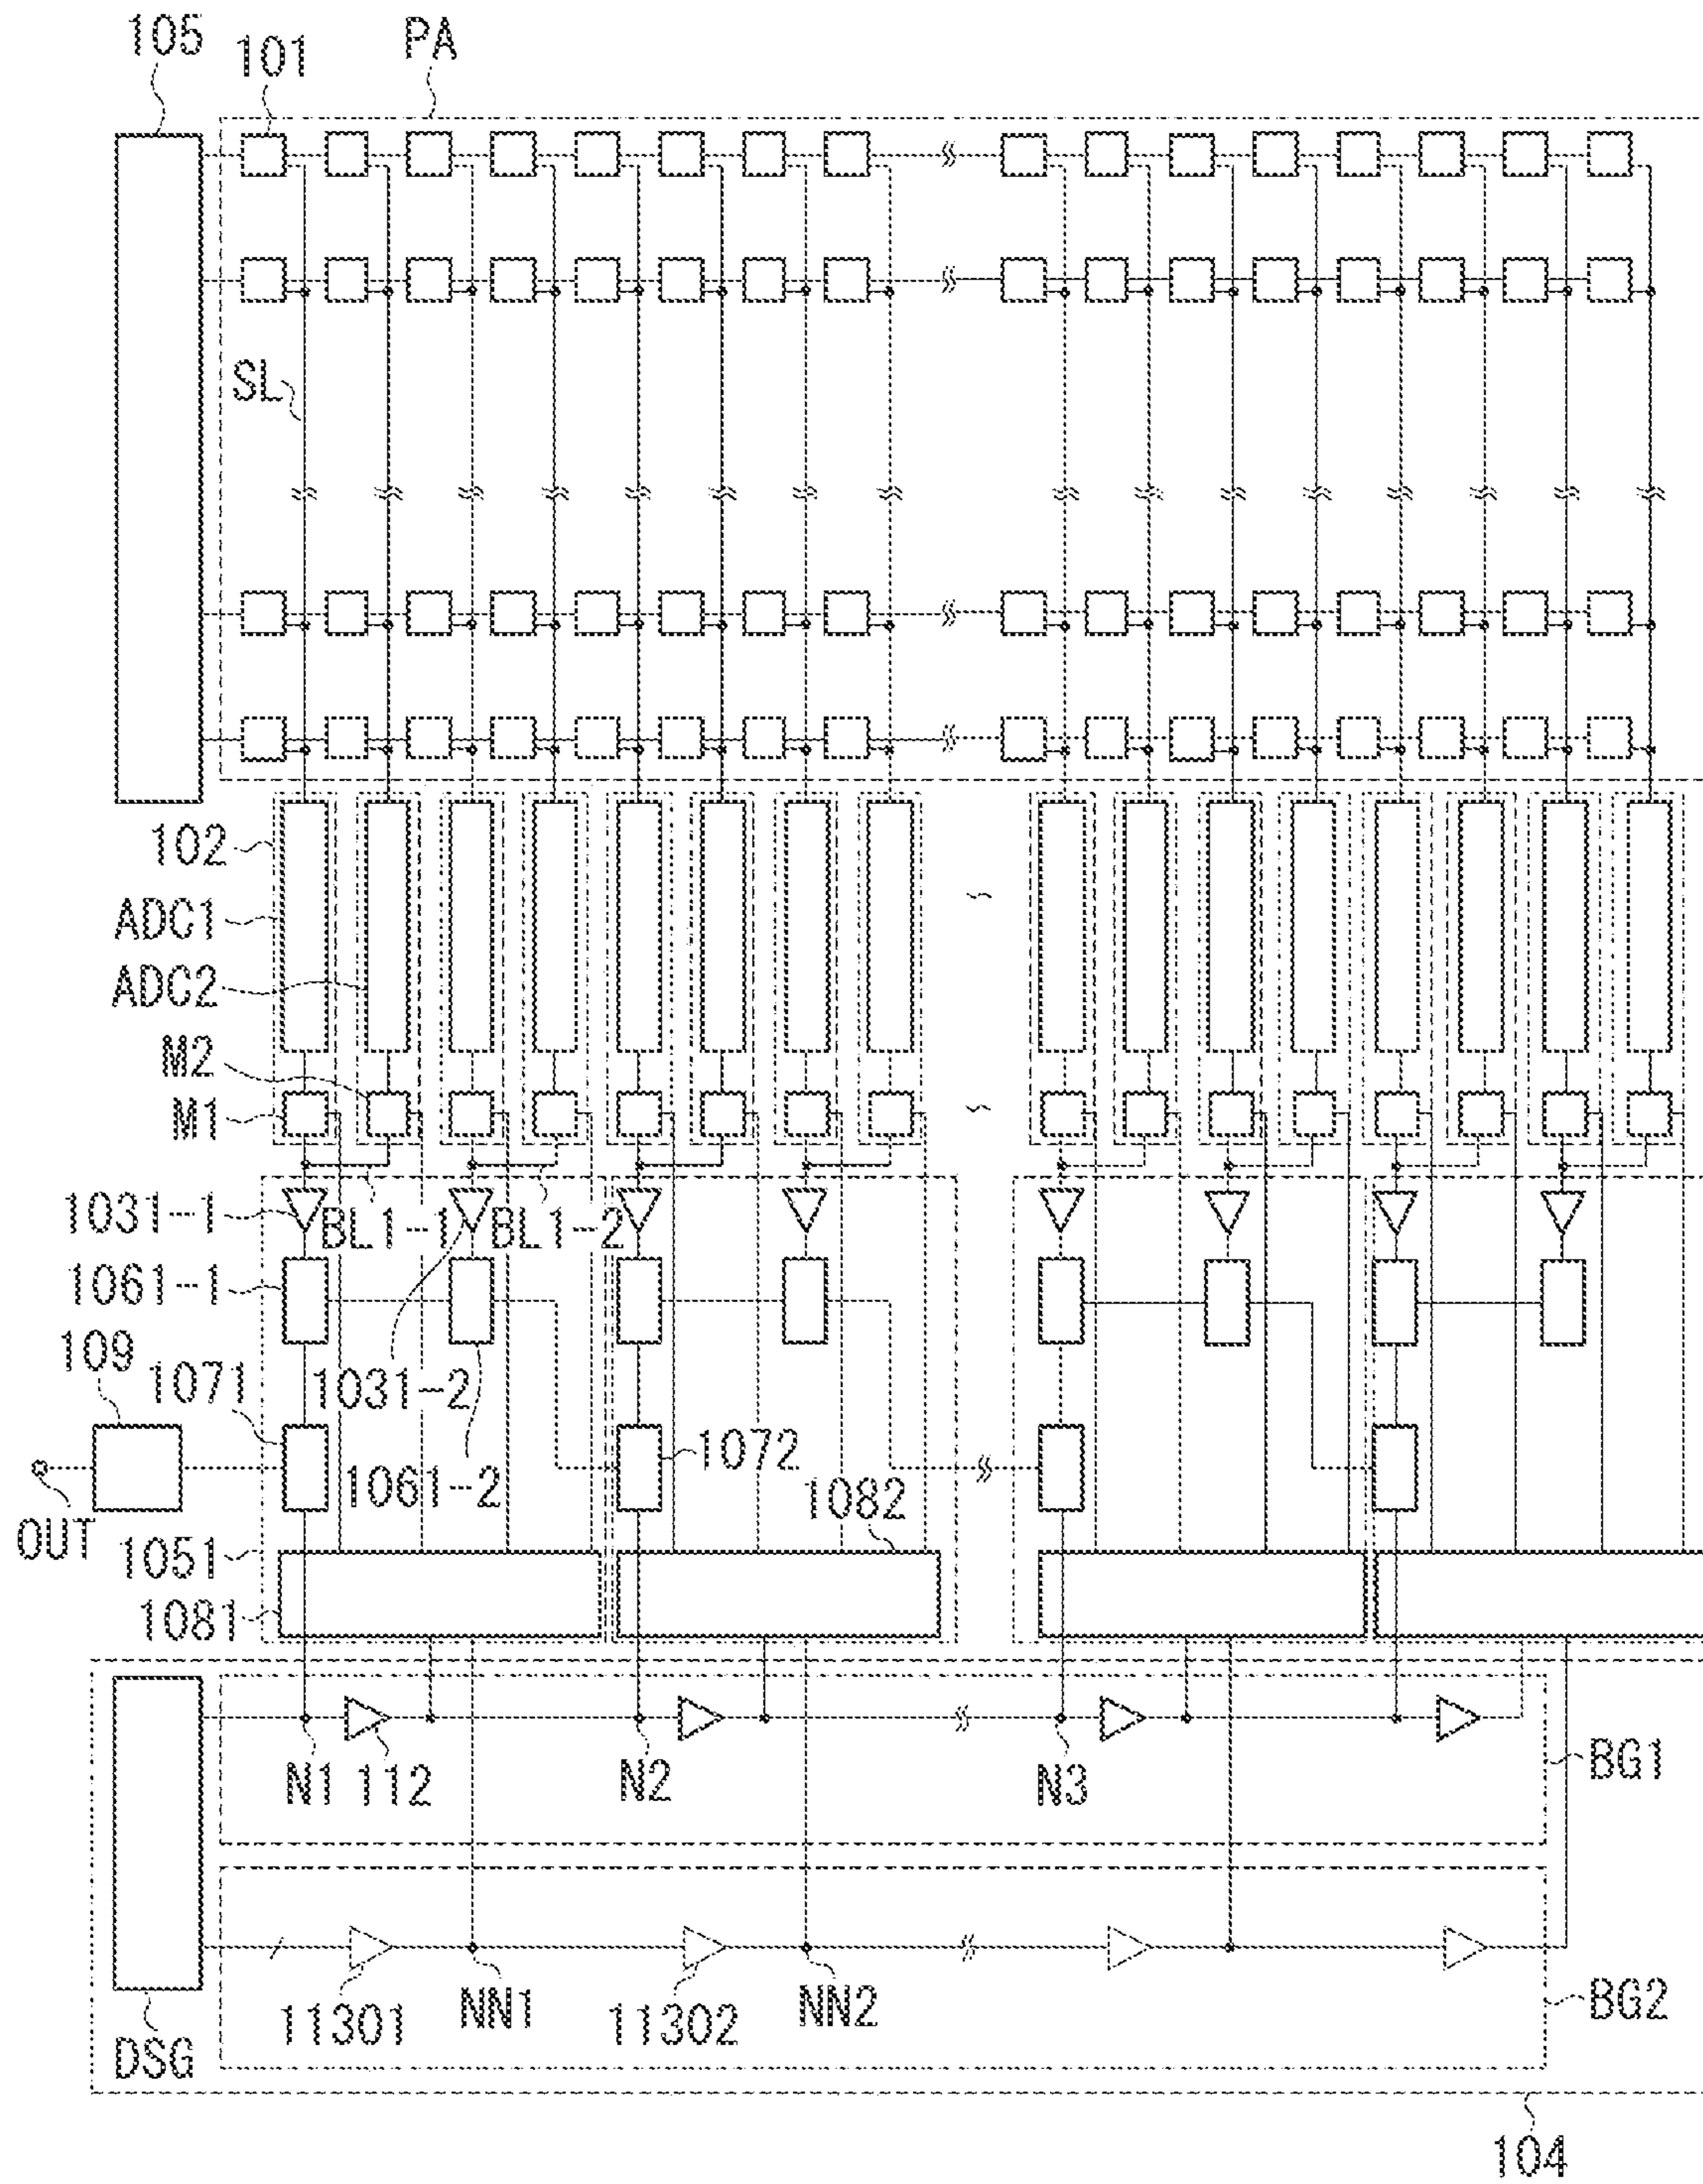 105
101
PA
SL
102
ADC1
ADC2
M2
M1
1031-1
BL1-1
BL1-2
1061-1
109
1071
1031-2
1061-2
1072
1082
OUT
1051
1081
N1
112
N2
N3
BG1
11301
NN1
11302
NN2
BG2
DSG
104